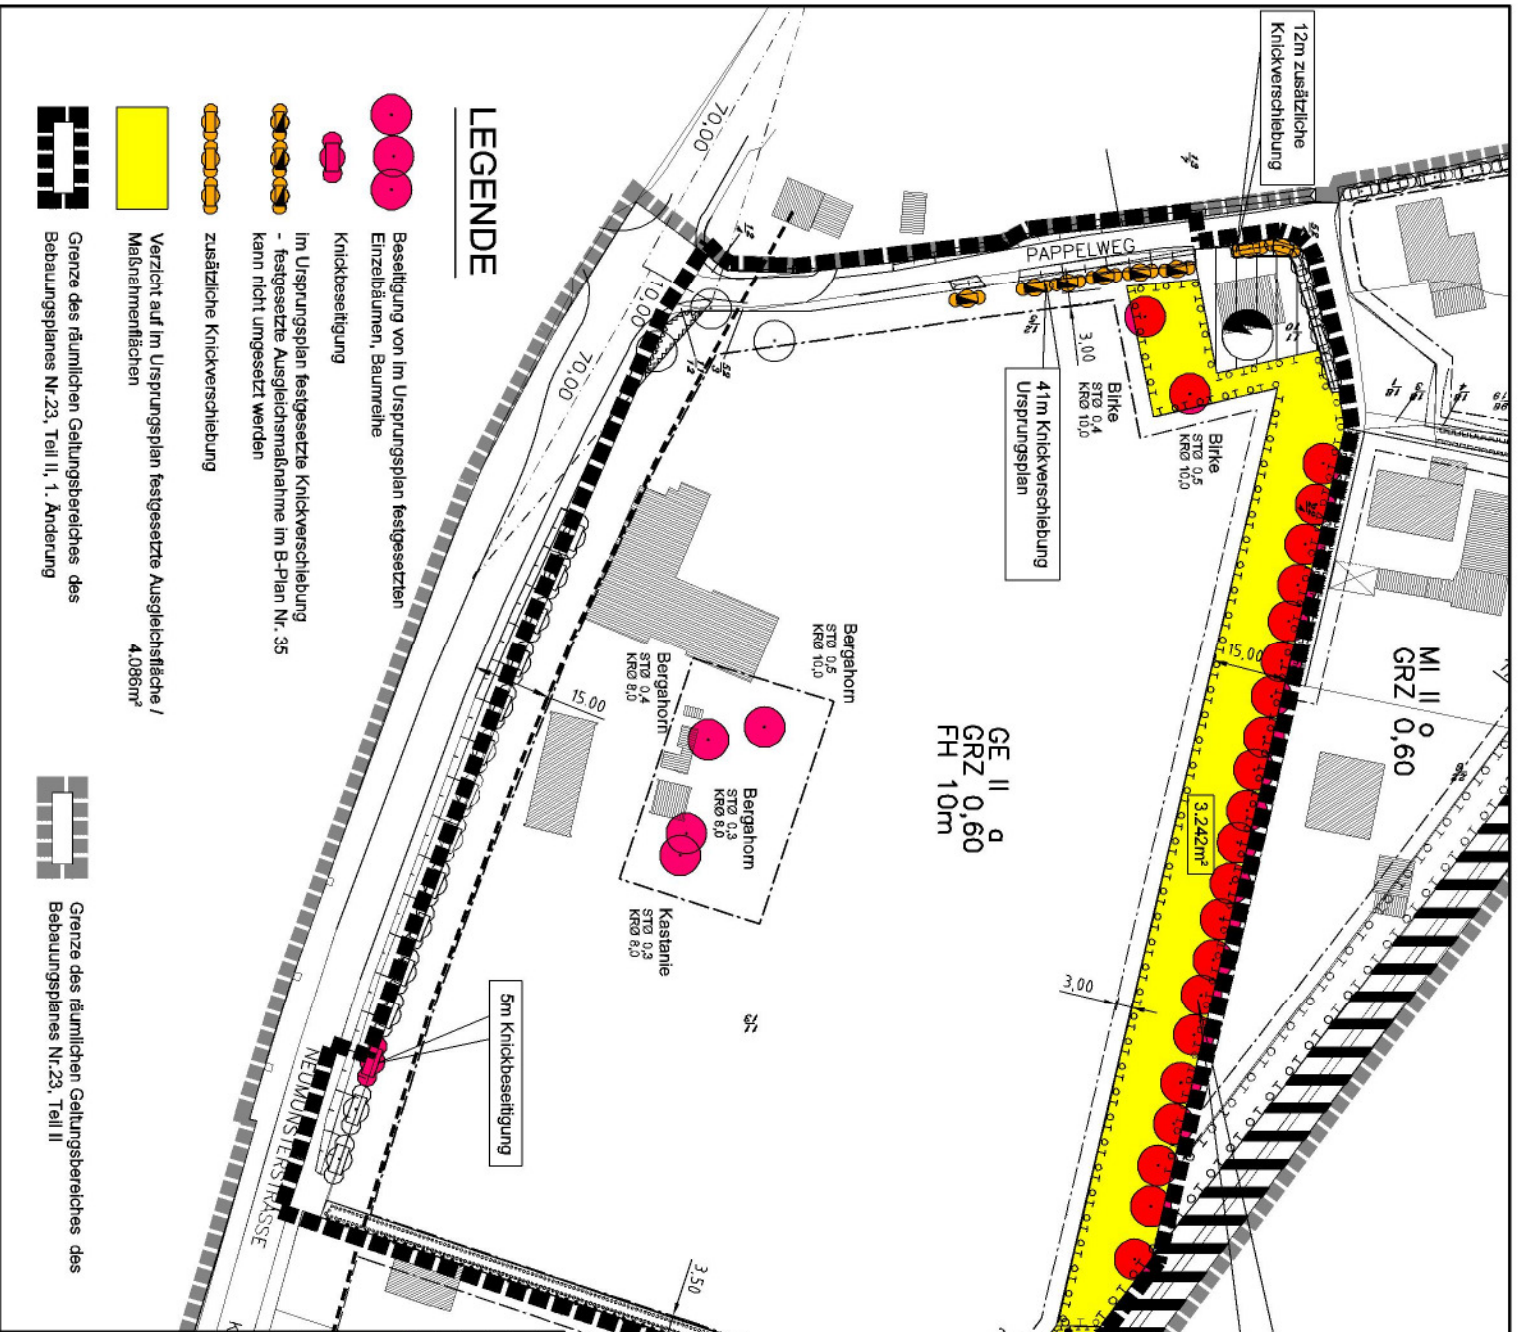 LEGENDE
Beseitigung von im Ursprungsplan festgesetzten
Einzelbäumen, Baumreihe
Knickbeseitigung
im Ursprungsplan festgesetzte Knickverschiebung
- festgesetzte Ausgleichsmaßnahme im B-Plan Nr. 35
kann nicht umgesetzt werden
zusätzliche Knickverschiebung
Verzicht auf im Ursprungsplan festgesetzte Ausgleichsfläche /
Maßnahmenflächen
4.086m²
Grenze des räumlichen Geltungsbereiches des
Bebauungsplanes Nr.23, Teil II, 1. Änderung
Grenze des räumlichen Geltungsbereiches des
Bebauungsplanes Nr.23, Teil II
12m zusätzliche
Knickverschiebung
PAPPELWEG
70,00
10,00
70,00
3,00
41m Knickverschiebung
Ursprungsplan
Birke
STØ 0,4
KRØ 10,0
Birke
STØ 0,5
KRØ 10,0
MI II o
GRZ 0,60
15,00
GE II a
GRZ 0,60
FH 10m
3.242m²
Bergahorn
STØ 0,5
KRØ 10,0
Bergahorn
STØ 0,4
KRØ 8,0
Bergahorn
STØ 0,3
KRØ 8,0
Kastanie
STØ 0,3
KRØ 8,0
15,00
3,00
5m Knickbeseitigung
NEUMÜNSTERSTRASSE
3,50